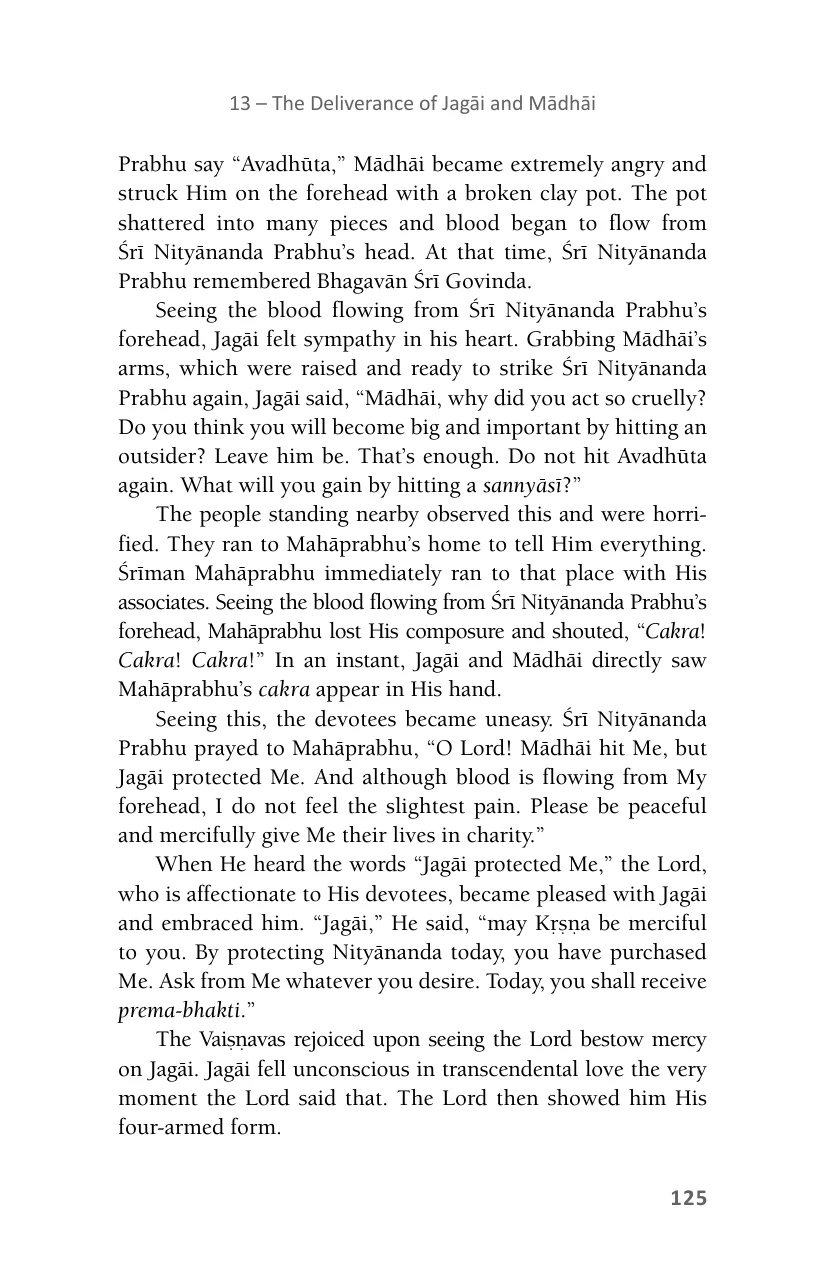 13 – The Deliverance of Jagāi and Mādhāi
Prabhu say “Avadhūta,” Mādhāi became extremely angry and
struck Him on the forehead with a broken clay pot. The pot
shattered into many pieces and blood began to flow from
Śrī Nityānanda Prabhu’s head. At that time, Śrī Nityānanda
Prabhu remembered Bhagavān Śrī Govinda.
Seeing the blood flowing from Śrī Nityānanda Prabhu’s
forehead, Jagāi felt sympathy in his heart. Grabbing Mādhāi’s
arms, which were raised and ready to strike Śrī Nityānanda
Prabhu again, Jagāi said, “Mādhāi, why did you act so cruelly?
Do you think you will become big and important by hitting an
outsider? Leave him be. That’s enough. Do not hit Avadhūta
again. What will you gain by hitting a sannyāsī?”
The people standing nearby observed this and were horri-
fied. They ran to Mahāprabhu’s home to tell Him everything.
Śrīman Mahāprabhu immediately ran to that place with His
associates. Seeing the blood flowing from Śrī Nityānanda Prabhu’s
forehead, Mahāprabhu lost His composure and shouted, “Cakra!
Cakra! Cakra!” In an instant, Jagāi and Mādhāi directly saw
Mahāprabhu’s cakra appear in His hand.
Seeing this, the devotees became uneasy. Śrī Nityānanda
Prabhu prayed to Mahāprabhu, “O Lord! Mādhāi hit Me, but
Jagāi protected Me. And although blood is flowing from My
forehead, I do not feel the slightest pain. Please be peaceful
and mercifully give Me their lives in charity.”
When He heard the words “Jagāi protected Me,” the Lord,
who is affectionate to His devotees, became pleased with Jagāi
and embraced him. “Jagāi,” He said, “may Kṛṣṇa be merciful
to you. By protecting Nityānanda today, you have purchased
Me. Ask from Me whatever you desire. Today, you shall receive
prema-bhakti.”
The Vaiṣṇavas rejoiced upon seeing the Lord bestow mercy
on Jagāi. Jagāi fell unconscious in transcendental love the very
moment the Lord said that. The Lord then showed him His
four-armed form.
125